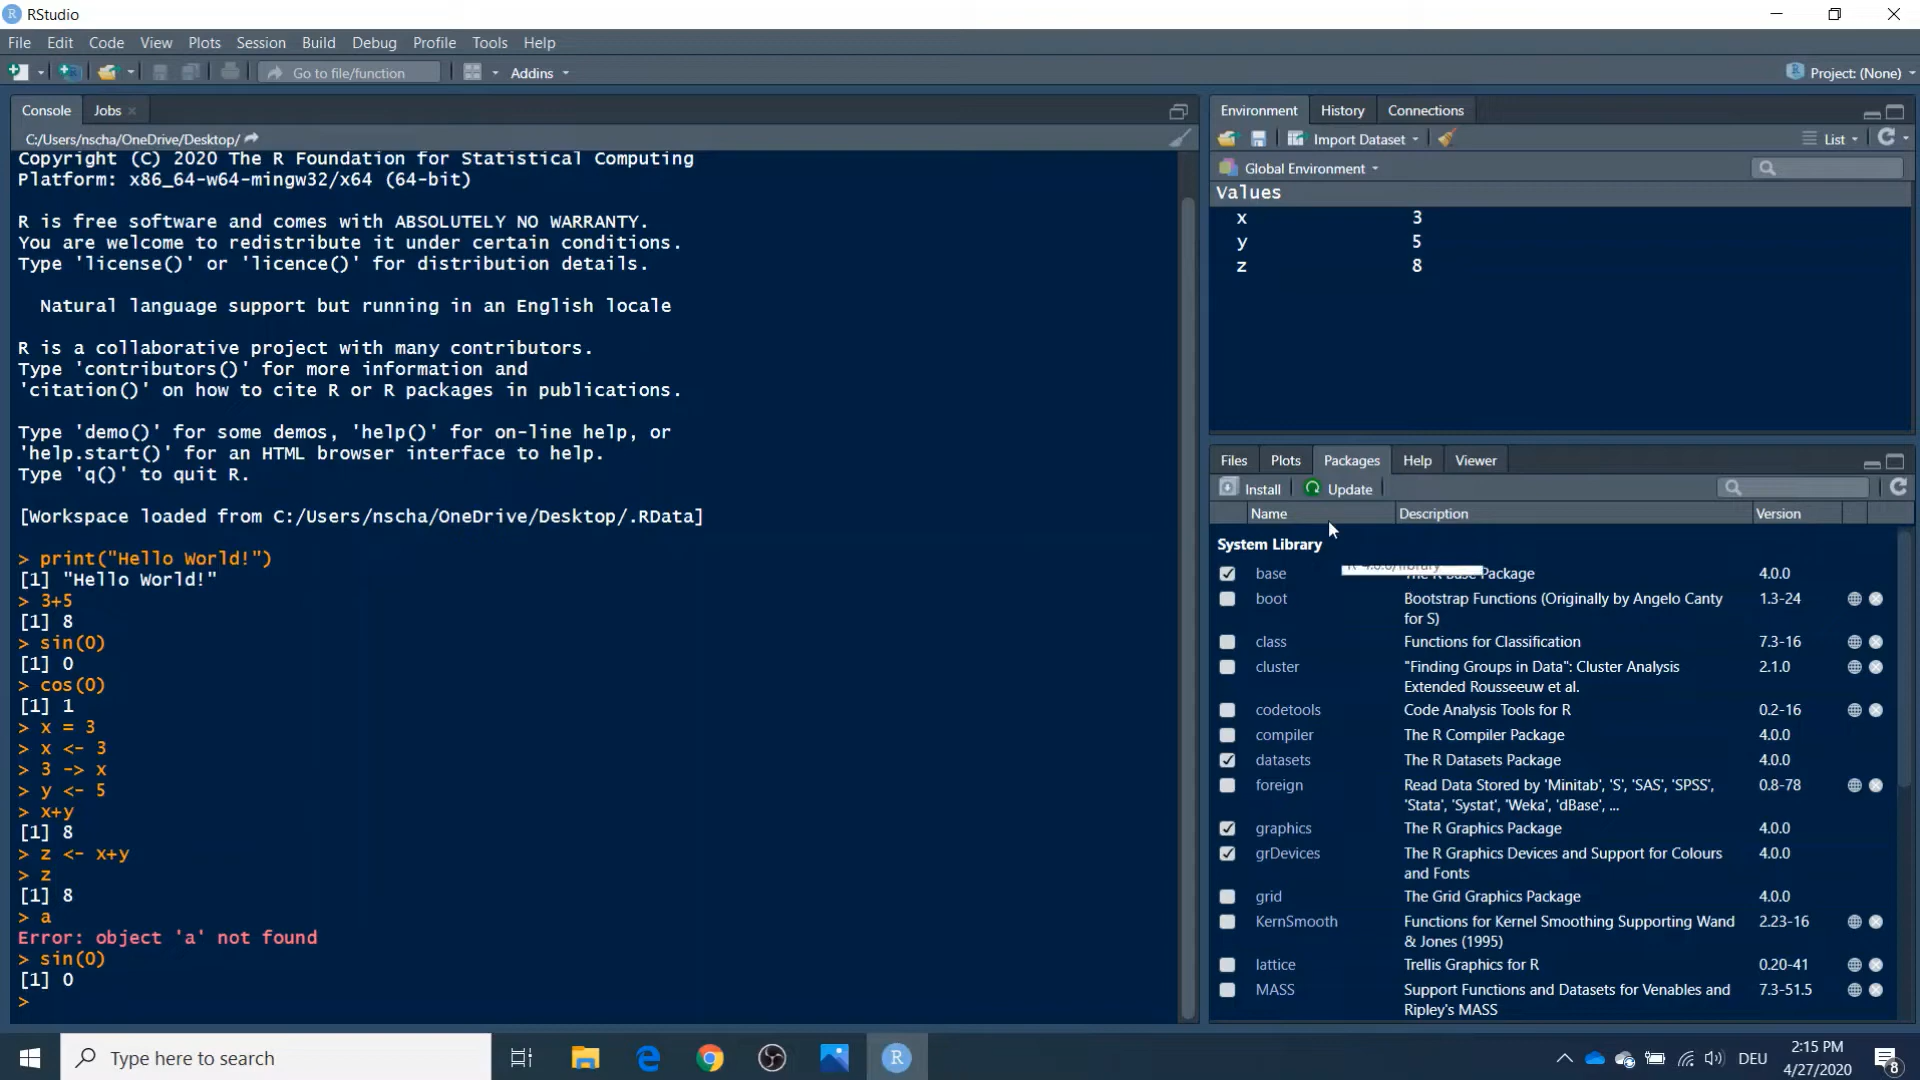 RStudio
File Edit Code View Plots Session Build Debug Profile Tools Help
Go to file/function Addins Project: (None)
Console Jobs
C:/Users/nscha/OneDrive/Desktop/
Copyright (C) 2020 The R Foundation for Statistical Computing
Platform: x86_64-w64-mingw32/x64 (64-bit)
R is free software and comes with ABSOLUTELY NO WARRANTY.
You are welcome to redistribute it under certain conditions.
Type 'license()' or 'licence()' for distribution details.
Natural language support but running in an English locale
R is a collaborative project with many contributors.
Type 'contributors()' for more information and
'citation()' on how to cite R or R packages in publications.
Type 'demo()' for some demos, 'help()' for on-line help, or
'help.start()' for an HTML browser interface to help.
Type 'q()' to quit R.
[Workspace loaded from C:/Users/nscha/OneDrive/Desktop/.RData]
> print("Hello World!")
[1] "Hello World!"
> 3+5
[1] 8
> sin(0)
[1] 0
> cos(0)
[1] 1
> x = 3
> x <- 3
> 3 -> x
> y <- 5
> x+y
[1] 8
> z <- x+y
> z
[1] 8
> a
Error: object 'a' not found
> sin(0)
[1] 0
>
Environment History Connections
Import Dataset List
Global Environment
Values
x 3
y 5
z 8
Files Plots Packages Help Viewer
Install Update
Name Description Version
System Library
base The R Base Package 4.0.0
boot Bootstrap Functions (Originally by Angelo Canty 1.3-24
for S)
class Functions for Classification 7.3-16
cluster "Finding Groups in Data": Cluster Analysis 2.1.0
Extended Rousseeuw et al.
codetools Code Analysis Tools for R 0.2-16
compiler The R Compiler Package 4.0.0
datasets The R Datasets Package 4.0.0
foreign Read Data Stored by 'Minitab', 'S', 'SAS', 'SPSS', 0.8-78
'Stata', 'Systat', 'Weka', 'dBase', ...
graphics The R Graphics Package 4.0.0
grDevices The R Graphics Devices and Support for Colours 4.0.0
and Fonts
grid The Grid Graphics Package 4.0.0
KernSmooth Functions for Kernel Smoothing Supporting Wand 2.23-16
& Jones (1995)
lattice Trellis Graphics for R 0.20-41
MASS Support Functions and Datasets for Venables and 7.3-51.5
Ripley's MASS
Type here to search
R
DEU
2:15 PM
4/27/2020
8